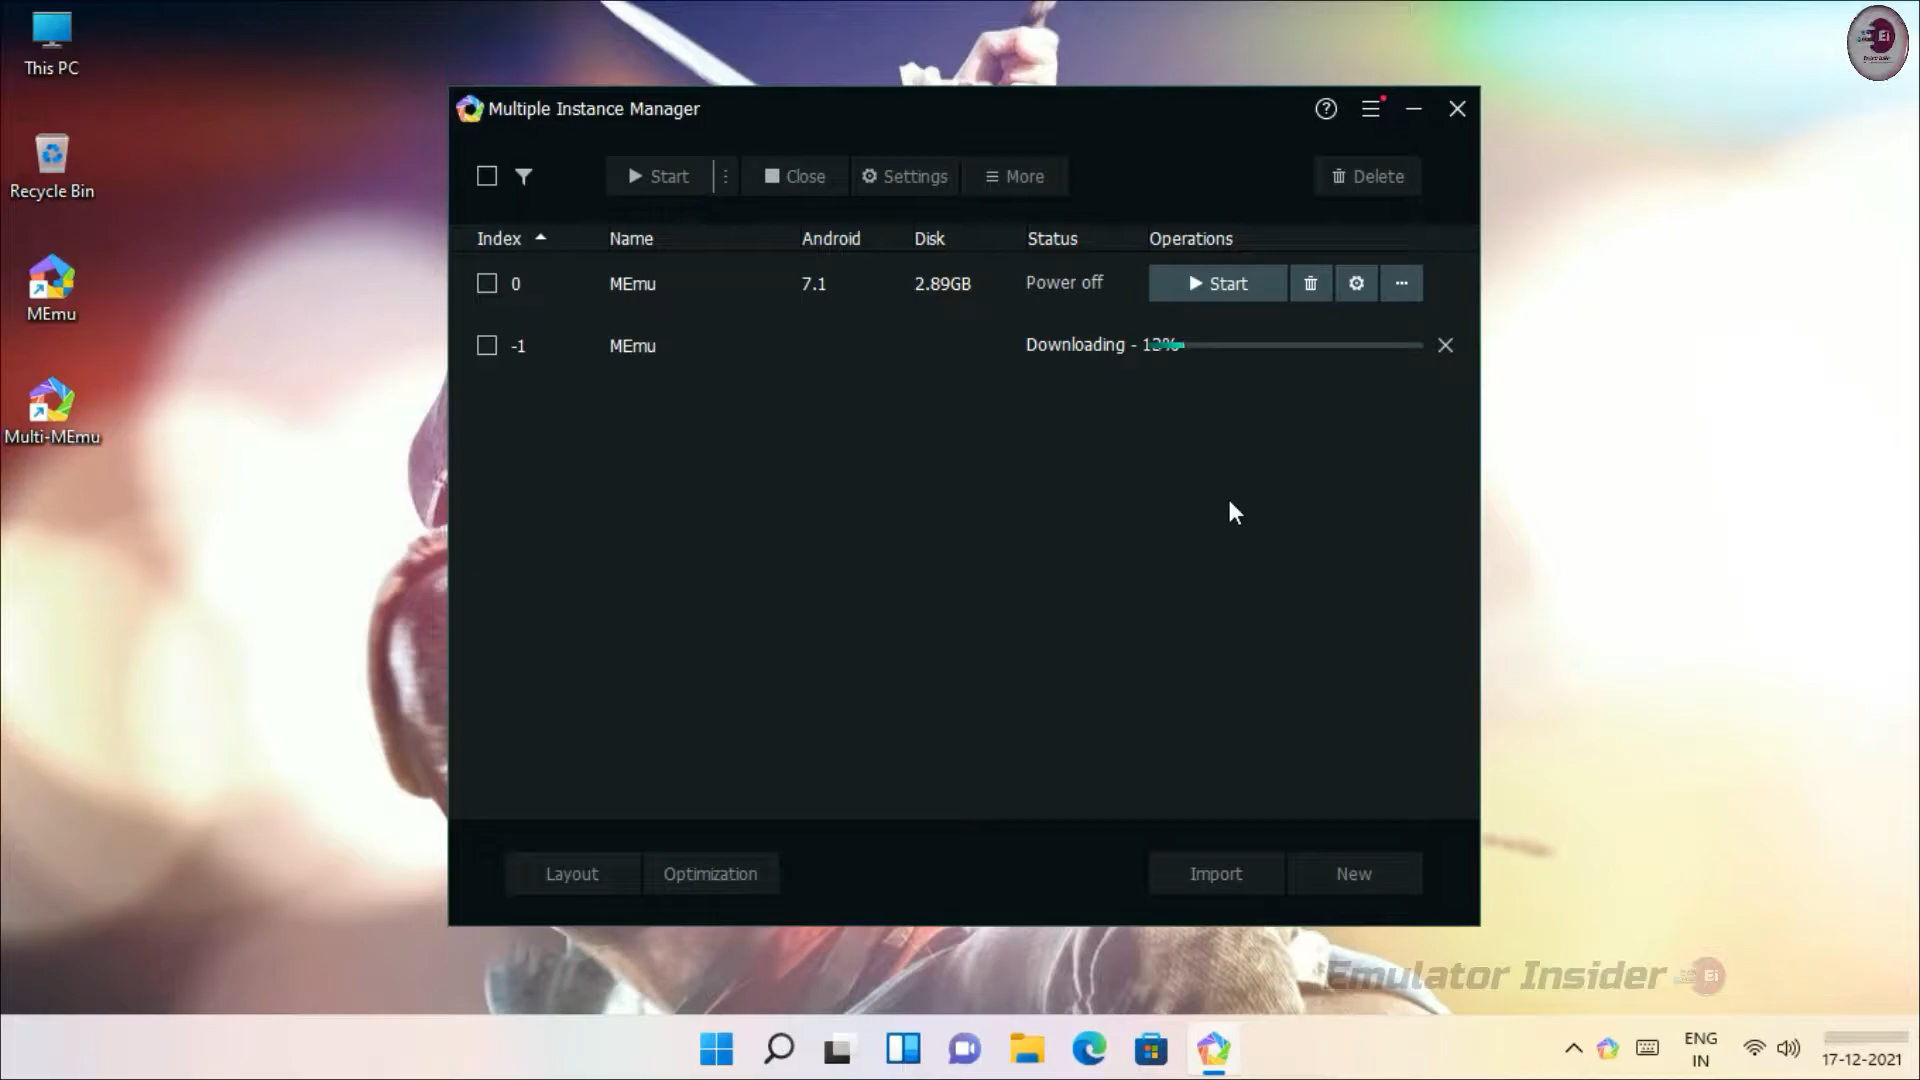 This PC
Recycle Bin
MEmu
Multi-MEmu
Multiple Instance Manager
Start
Close
Settings
More
Delete
Index
Name
Android
Disk
Status
Operations
0
MEmu
7.1
2.89GB
Power off
Start
-1
MEmu
Downloading - 13%
Layout
Optimization
Import
New
Emulator Insider
Ei
ENG
IN
17-12-2021